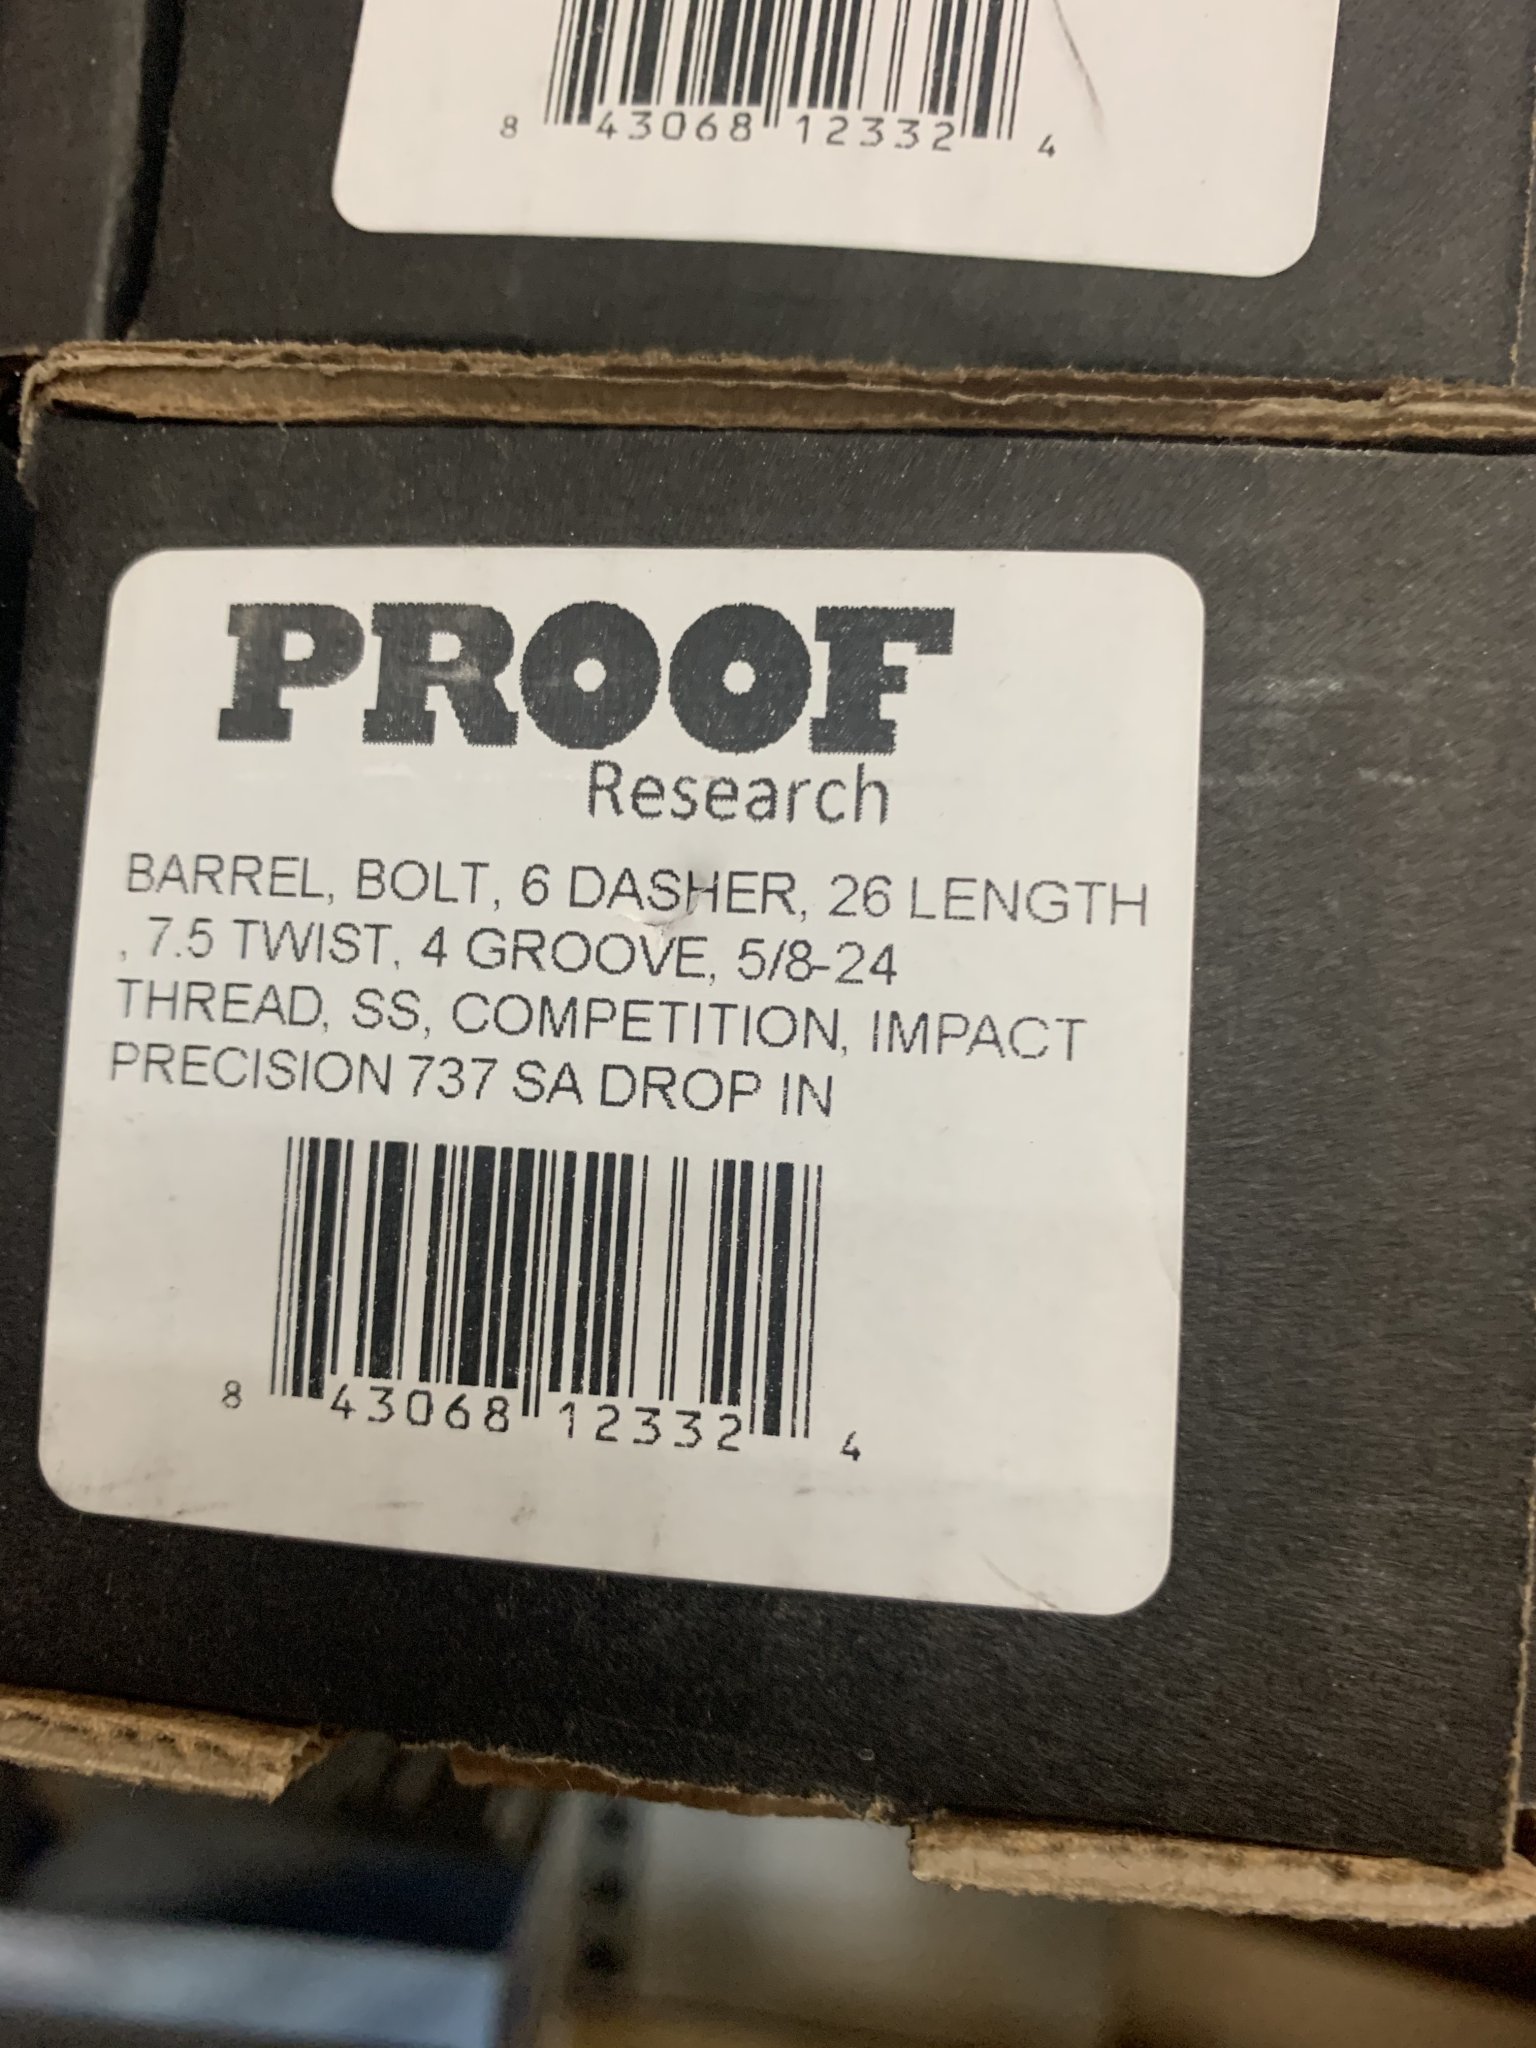 8 43068 12332 4
PROOF
Research
BARREL, BOLT, 6 DASHER, 26 LENGTH
, 7.5 TWIST, 4 GROOVE, 5/8-24
THREAD, SS, COMPETITION, IMPACT
PRECISION 737 SA DROP IN
8 43068 12332 4